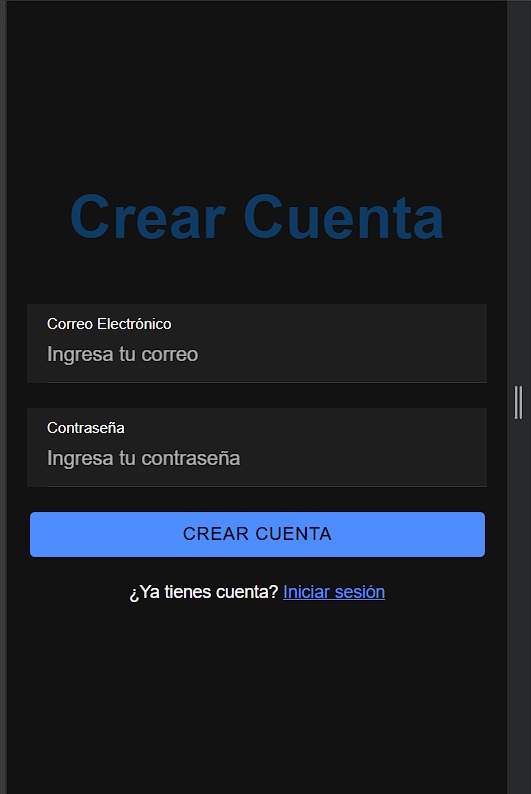 Crear Cuenta
Correo Electrónico
Ingresa tu correo
Contraseña
Ingresa tu contraseña
CREAR CUENTA
¿Ya tienes cuenta? Iniciar sesión